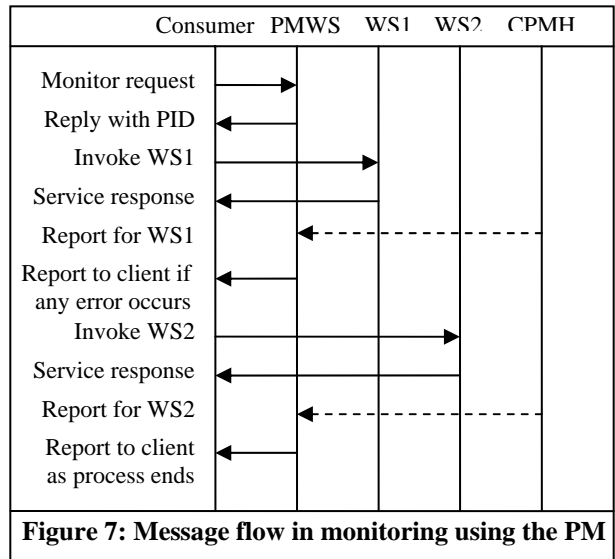 Consumer PMWS WS1 WS2 CPMH
Monitor request
Reply with PID
Invoke WS1
Service response
Report for WS1
Report to client if
any error occurs
Invoke WS2
Service response
Report for WS2
Report to client
as process ends
Figure 7: Message flow in monitoring using the PM